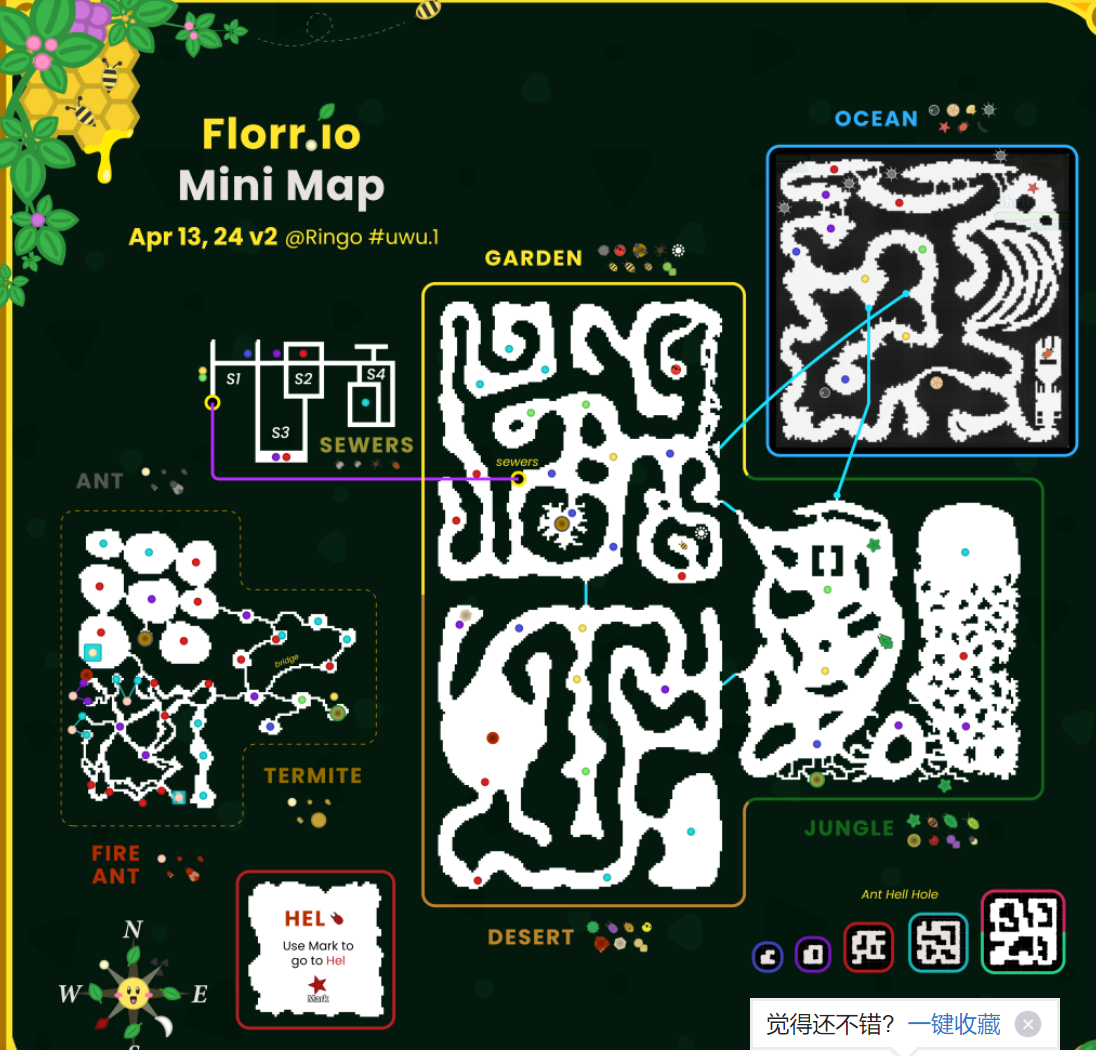 Florr.io
Mini Map
Apr 13, 24 v2 @Ringo #uwu.1
OCEAN
GARDEN
S1
S2
S4
S3
SEWERS
sewers
ANT
bridge
TERMITE
FIRE
ANT
JUNGLE
HEL
Use Mark to
go to Hel
Mark
DESERT
Ant Hell Hole
N
W
E
S
觉得还不错? 一键收藏